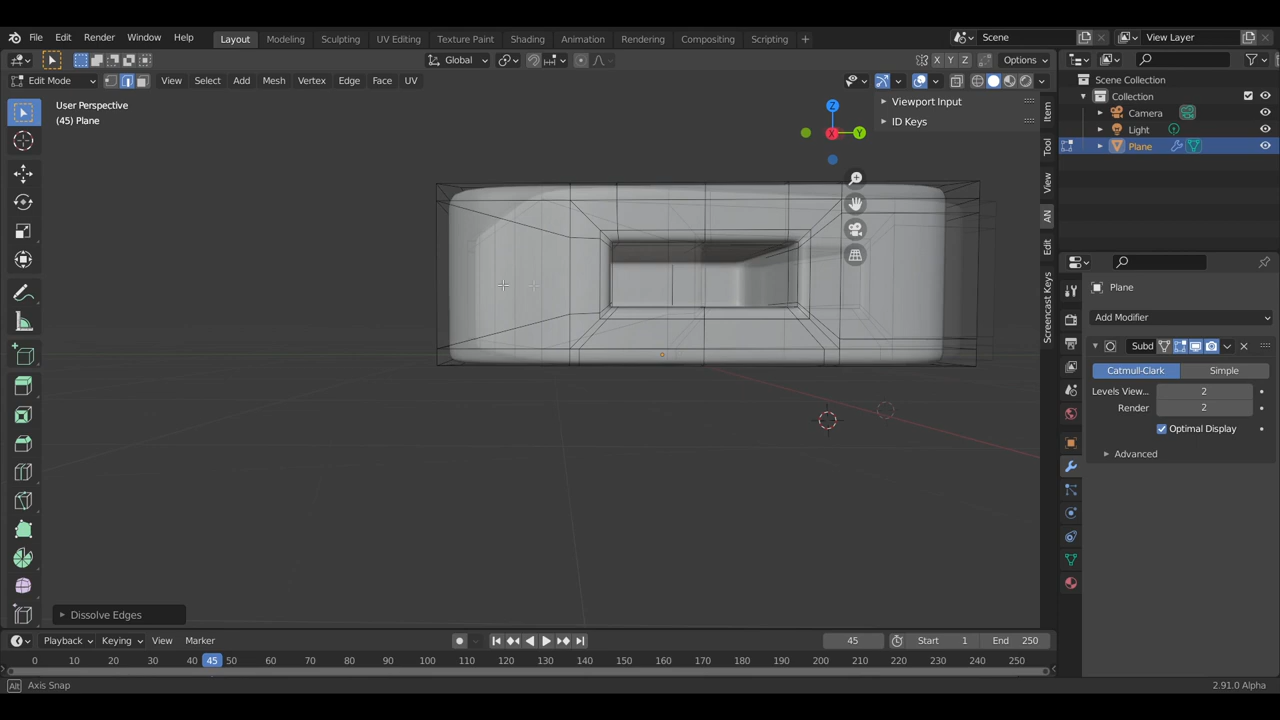 File Edit Render Window Help Layout Modeling Sculpting UV Editing Texture Paint Shading Animation Rendering Compositing Scripting + Scene View Layer
Global Options
X Y Z
Edit Mode View Select Add Mesh Vertex Edge Face UV
User Perspective
(45) Plane
Viewport Input
ID Keys
Z
X
Y
Item
Tool
View
AN
Edit
Screencast Keys
Scene Collection
Collection
Camera
Light
Plane
Plane
Add Modifier
Subd
Catmull-Clark Simple
Levels View... 2
Render 2
Optimal Display
Advanced
Dissolve Edges
Playback Keying View Marker 45 Start 1 End 250
0 10 20 30 40 45 50 60 70 80 90 100 110 120 130 140 150 160 170 180 190 200 210 220 230 240 250
Alt Axis Snap 2.91.0 Alpha